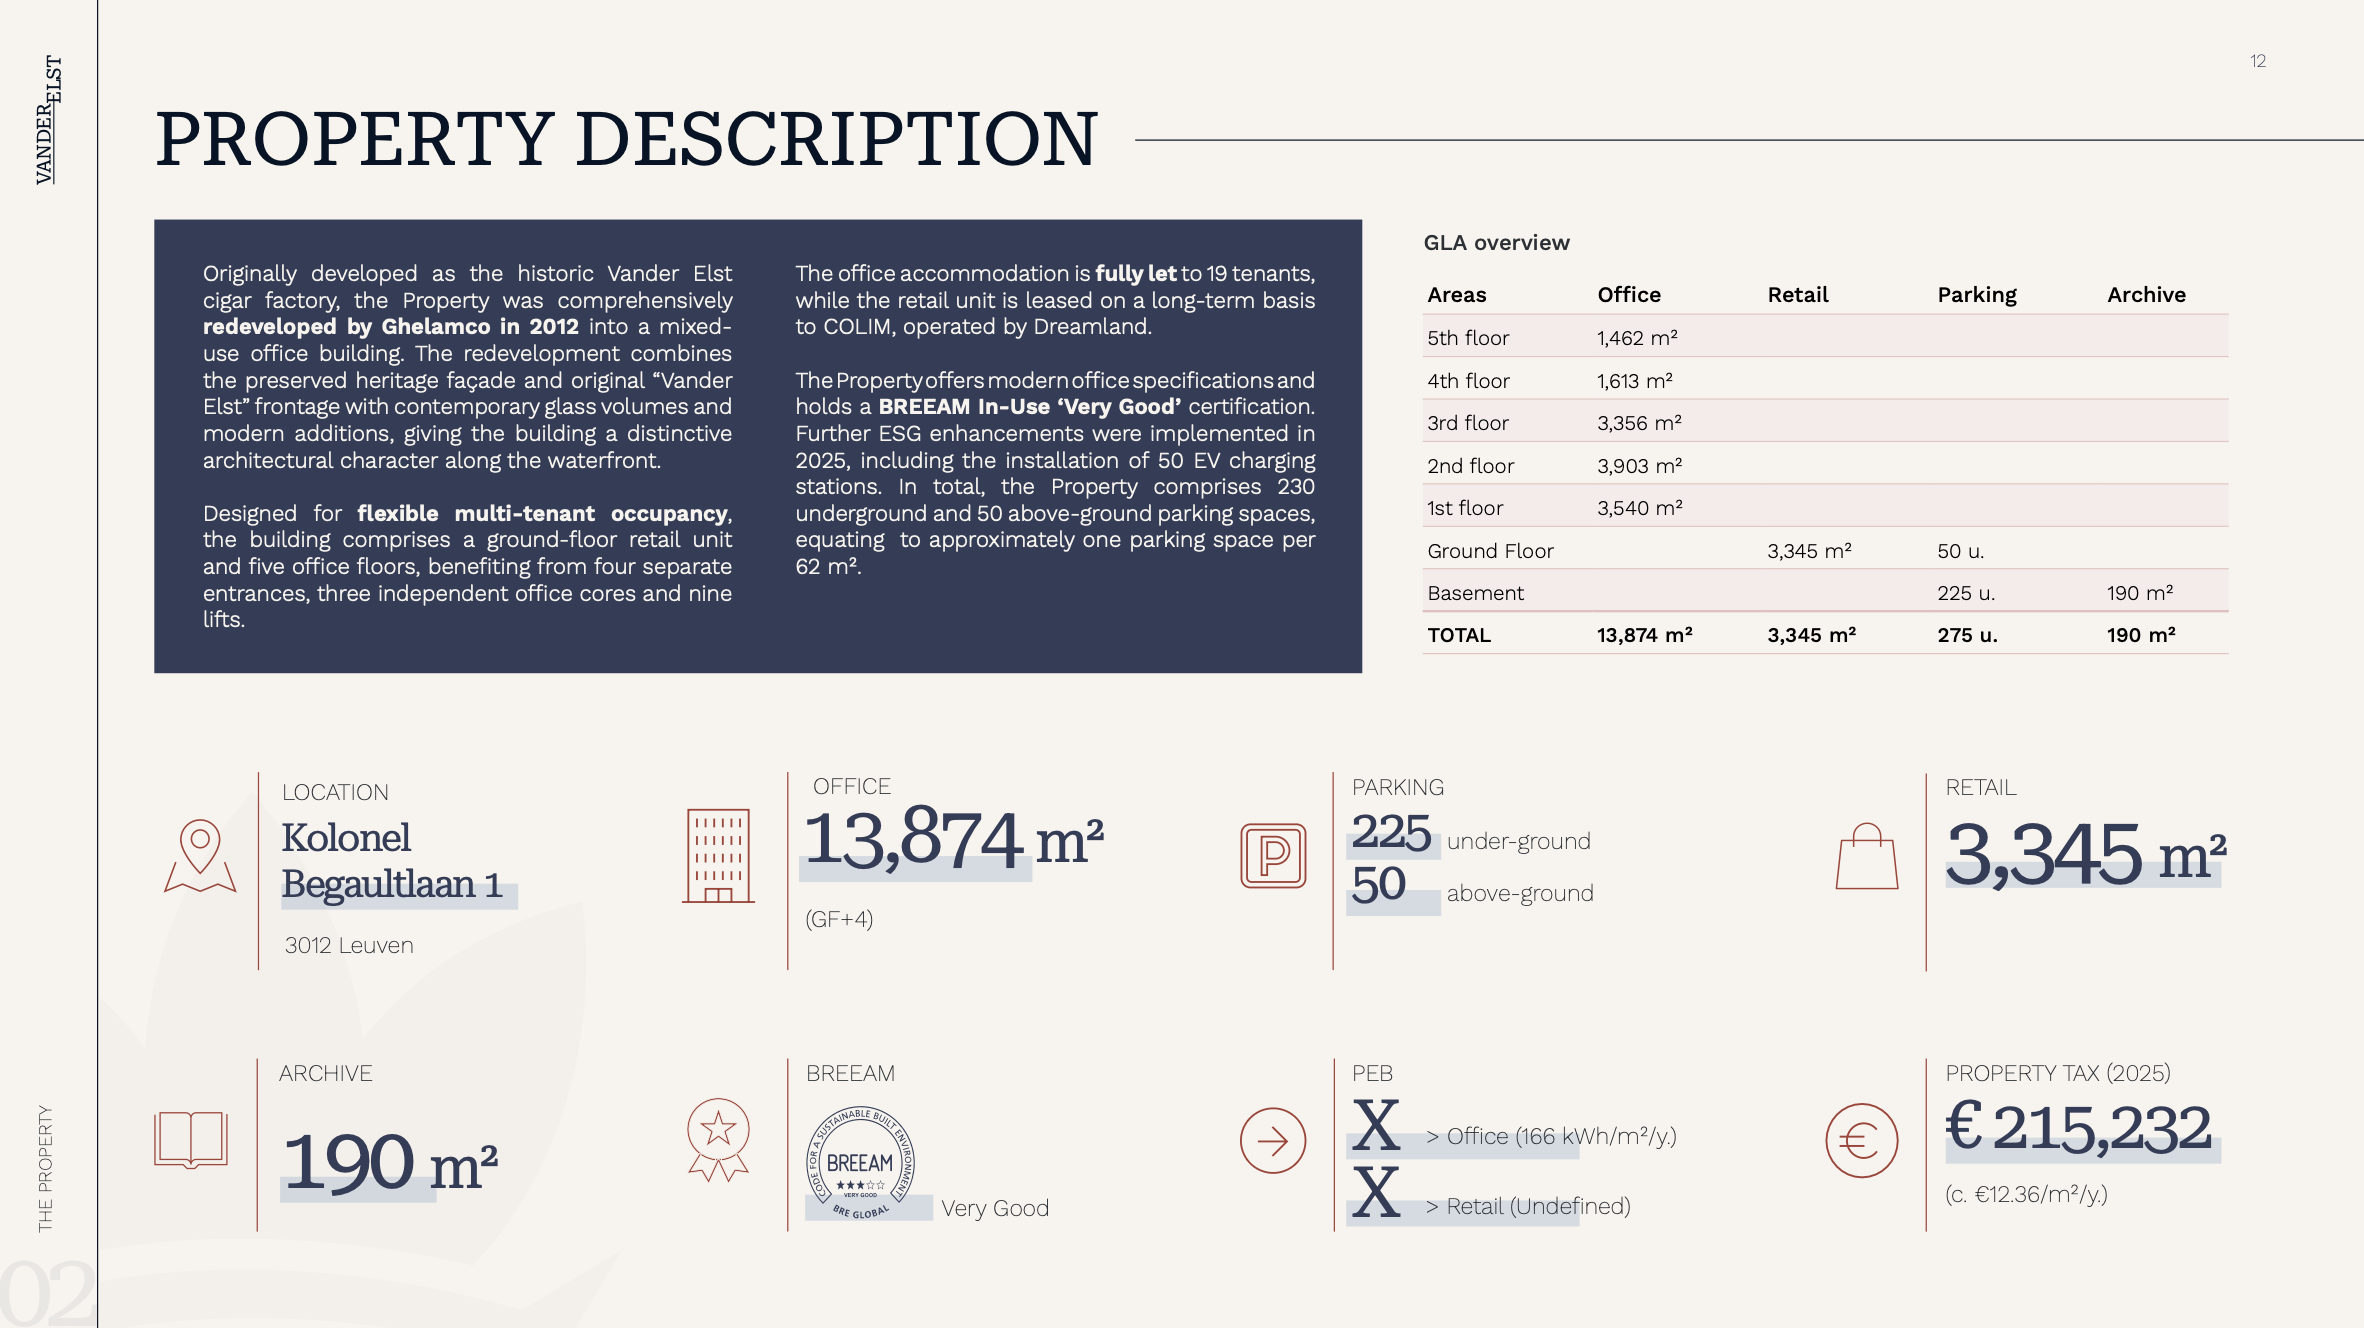 12
VANDER
ELST
PROPERTY DESCRIPTION
Originally developed as the historic Vander Elst
cigar factory, the Property was comprehensively
redeveloped by Ghelamco in 2012 into a mixed-
use office building. The redevelopment combines
the preserved heritage façade and original “Vander
Elst” frontage with contemporary glass volumes and
modern additions, giving the building a distinctive
architectural character along the waterfront.
Designed for flexible multi-tenant occupancy,
the building comprises a ground-floor retail unit
and five office floors, benefiting from four separate
entrances, three independent office cores and nine
lifts.
The office accommodation is fully let to 19 tenants,
while the retail unit is leased on a long-term basis
to COLIM, operated by Dreamland.
The Property offers modern office specifications and
holds a BREEAM In-Use ‘Very Good’ certification.
Further ESG enhancements were implemented in
2025, including the installation of 50 EV charging
stations. In total, the Property comprises 230
underground and 50 above-ground parking spaces,
equating to approximately one parking space per
62 m².
GLA overview
Areas Office Retail Parking Archive
5th floor 1,462 m²
4th floor 1,613 m²
3rd floor 3,356 m²
2nd floor 3,903 m²
1st floor 3,540 m²
Ground Floor 3,345 m² 50 u.
Basement 225 u. 190 m²
TOTAL 13,874 m² 3,345 m² 275 u. 190 m²
LOCATION
Kolonel
Begaultlaan 1
3012 Leuven
OFFICE
13,874 m²
(GF+4)
PARKING
P
225 under-ground
50 above-ground
RETAIL
3,345 m²
ARCHIVE
190 m²
BREEAM
CODE FOR A SUSTAINABLE BUILT ENVIRONMENT
BREEAM
VERY GOOD
BRE GLOBAL
Very Good
PEB
X > Office (166 kWh/m²/y.)
X > Retail (Undefined)
€
PROPERTY TAX (2025)
€ 215,232
(c. €12.36/m²/y.)
THE PROPERTY
02